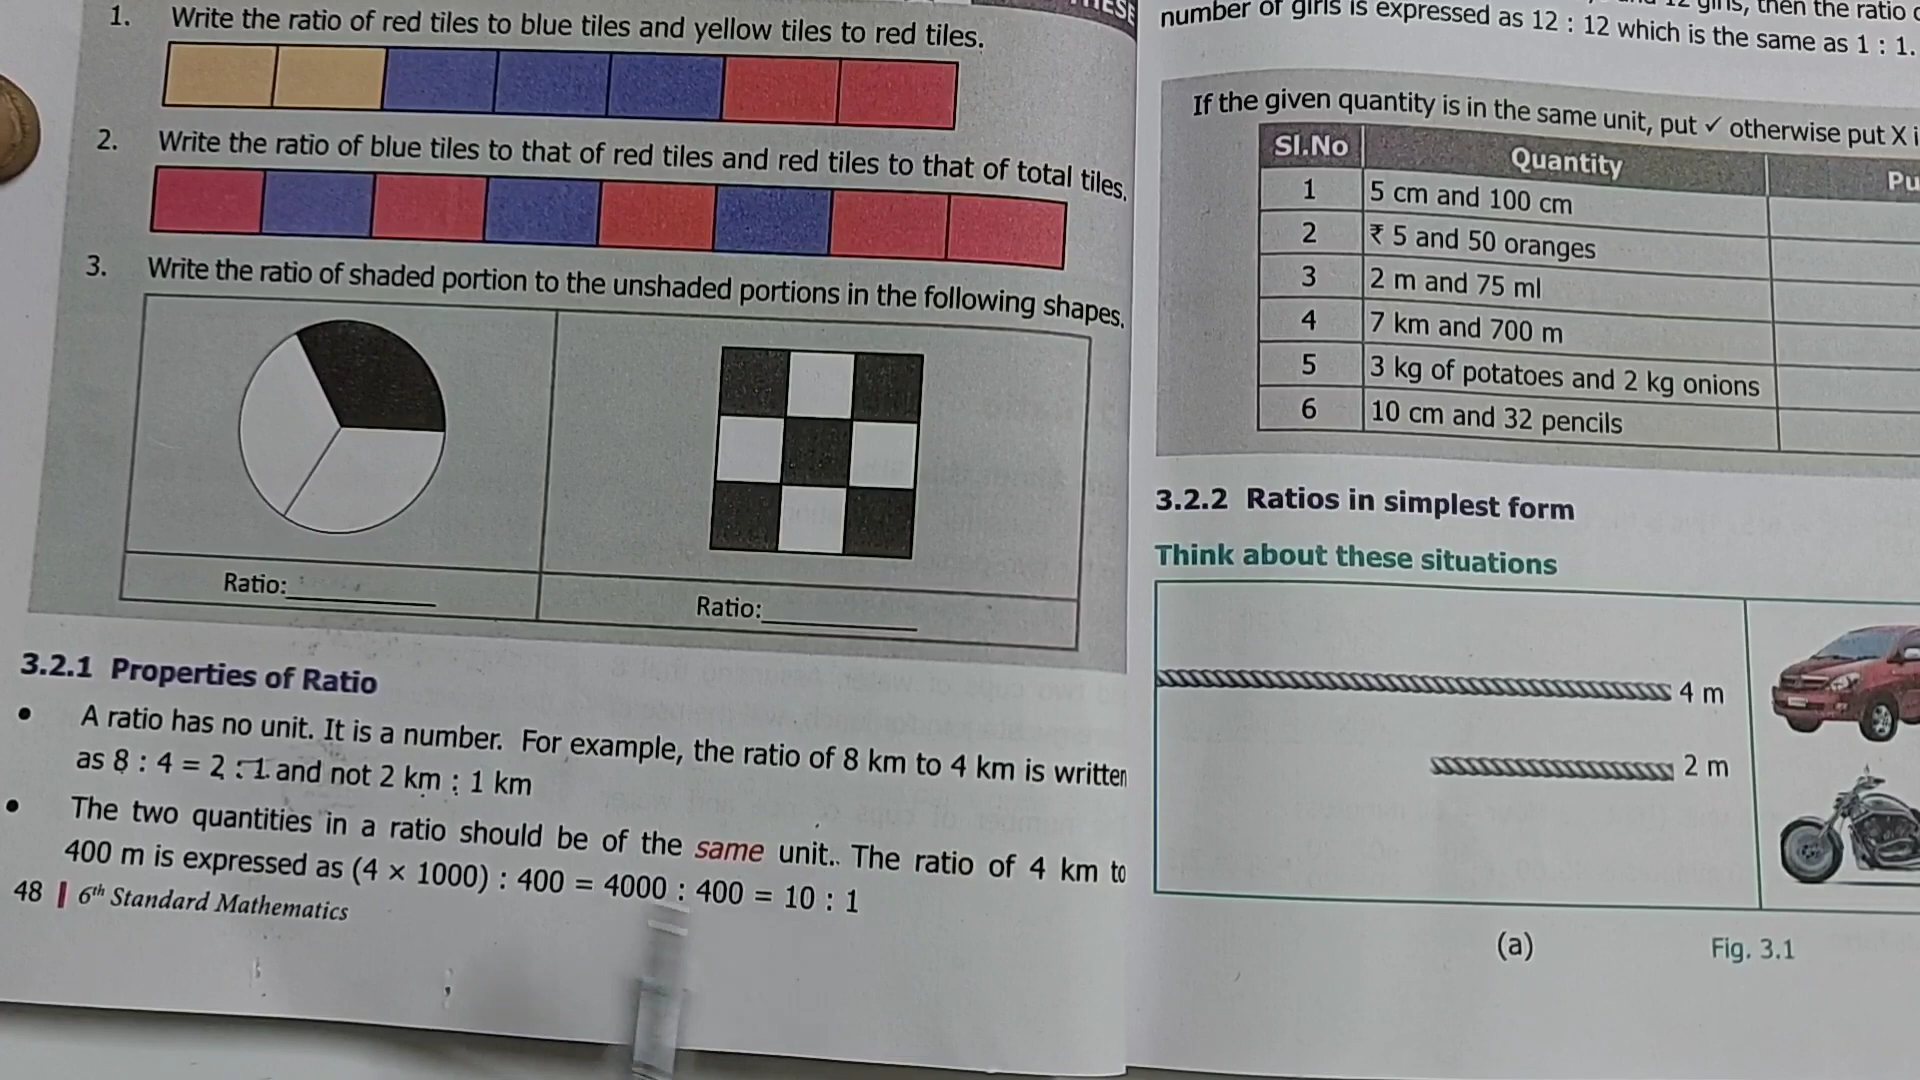 1. Write the ratio of red tiles to blue tiles and yellow tiles to red tiles.
2. Write the ratio of blue tiles to that of red tiles and red tiles to that of total tiles.
3. Write the ratio of shaded portion to the unshaded portions in the following shapes.
Ratio:
Ratio:
3.2.1 Properties of Ratio
• A ratio has no unit. It is a number. For example, the ratio of 8 km to 4 km is written
as 8 : 4 = 2 : 1 and not 2 km : 1 km
• The two quantities in a ratio should be of the same unit. The ratio of 4 km to
400 m is expressed as (4 × 1000) : 400 = 4000 : 400 = 10 : 1
48 | 6th Standard Mathematics
12 girls, then the ratio
number of girls is expressed as 12 : 12 which is the same as 1 : 1.
If the given quantity is in the same unit, put ✓ otherwise put X
Sl.No Quantity
1 5 cm and 100 cm
2 ₹ 5 and 50 oranges
3 2 m and 75 ml
4 7 km and 700 m
5 3 kg of potatoes and 2 kg onions
6 10 cm and 32 pencils
3.2.2 Ratios in simplest form
Think about these situations
4 m
2 m
(a)
Fig. 3.1